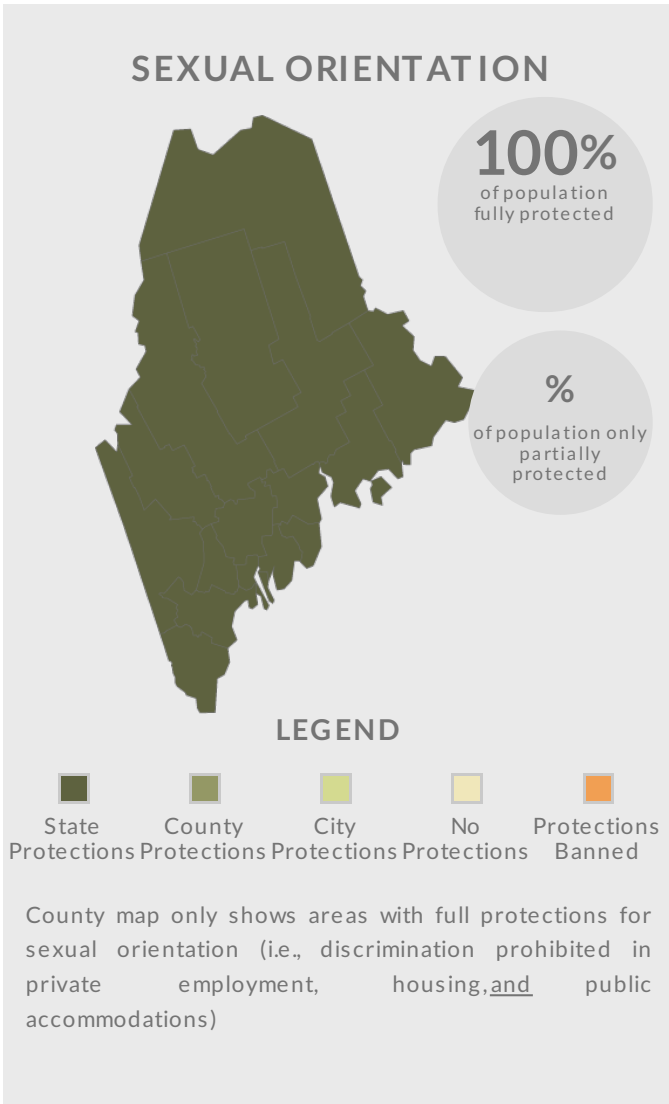 SEXUAL ORIENTATION
100%
of population
fully protected
%
of population only
partially
protected
LEGEND
State
Protections
County
Protections
City
Protections
No
Protections
Protections
Banned
County map only shows areas with full protections for
sexual orientation (i.e., discrimination prohibited in
private employment, housing, and public
accommodations)